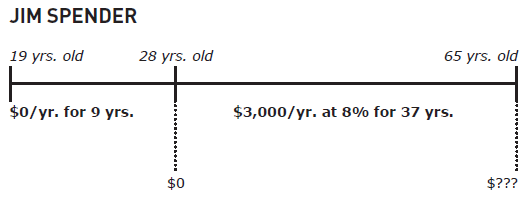 JIM SPENDER
19 yrs. old 28 yrs. old 65 yrs. old
$0/yr. for 9 yrs. $3,000/yr. at 8% for 37 yrs.
$0 $???